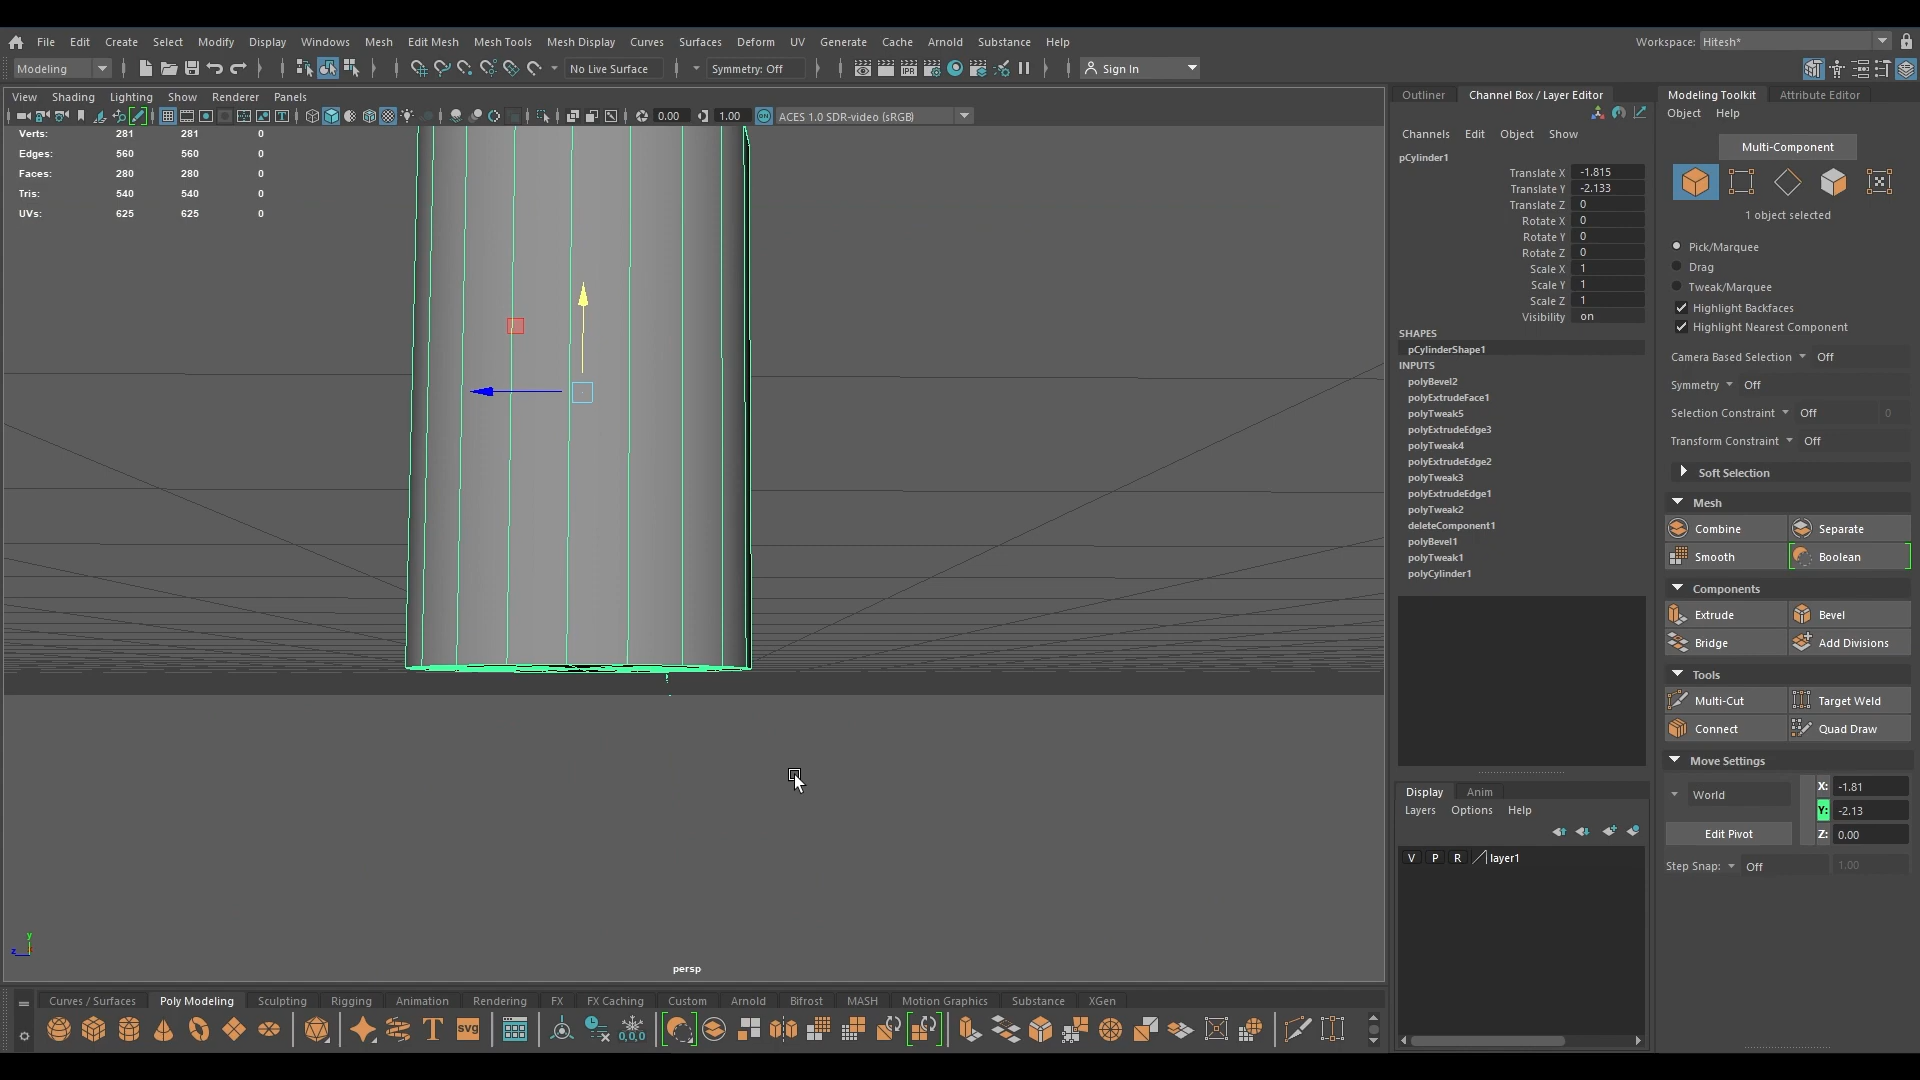 File Edit Create Select Modify Display Windows Mesh Edit Mesh Mesh Tools Mesh Display Curves Surfaces Deform UV Generate Cache Arnold Substance Help Workspace: Hitesh*
Modeling No Live Surface Symmetry: Off IPR Sign In
View Shading Lighting Show Renderer Panels
0.00 1.00 ON ACES 1.0 SDR-video (sRGB)
Verts: 281 281 0
Edges: 560 560 0
Faces: 280 280 0
Tris: 540 540 0
UVs: 625 625 0
y
z
persp
Outliner Channel Box / Layer Editor
Channels Edit Object Show
pCylinder1
Translate X -1.815
Translate Y -2.133
Translate Z 0
Rotate X 0
Rotate Y 0
Rotate Z 0
Scale X 1
Scale Y 1
Scale Z 1
Visibility on
SHAPES
pCylinderShape1
INPUTS
polyBevel2
polyExtrudeFace1
polyTweak5
polyExtrudeEdge3
polyTweak4
polyExtrudeEdge2
polyTweak3
polyExtrudeEdge1
polyTweak2
deleteComponent1
polyBevel1
polyTweak1
polyCylinder1
Display Anim
Layers Options Help
V P R layer1
Modeling Toolkit Attribute Editor
Object Help
Multi-Component
1 object selected
Pick/Marquee
Drag
Tweak/Marquee
Highlight Backfaces
Highlight Nearest Component
Camera Based Selection Off
Symmetry Off
Selection Constraint Off 0
Transform Constraint Off
Soft Selection
Mesh
Combine Separate
Smooth Boolean
Components
Extrude Bevel
Bridge Add Divisions
Tools
Multi-Cut Target Weld
Connect Quad Draw
Move Settings
World X: -1.81
Y: -2.13
Edit Pivot Z: 0.00
Step Snap: Off 1.00
Curves / Surfaces Poly Modeling Sculpting Rigging Animation Rendering FX FX Caching Custom Arnold Bifrost MASH Motion Graphics Substance XGen
T svg 0,0,0